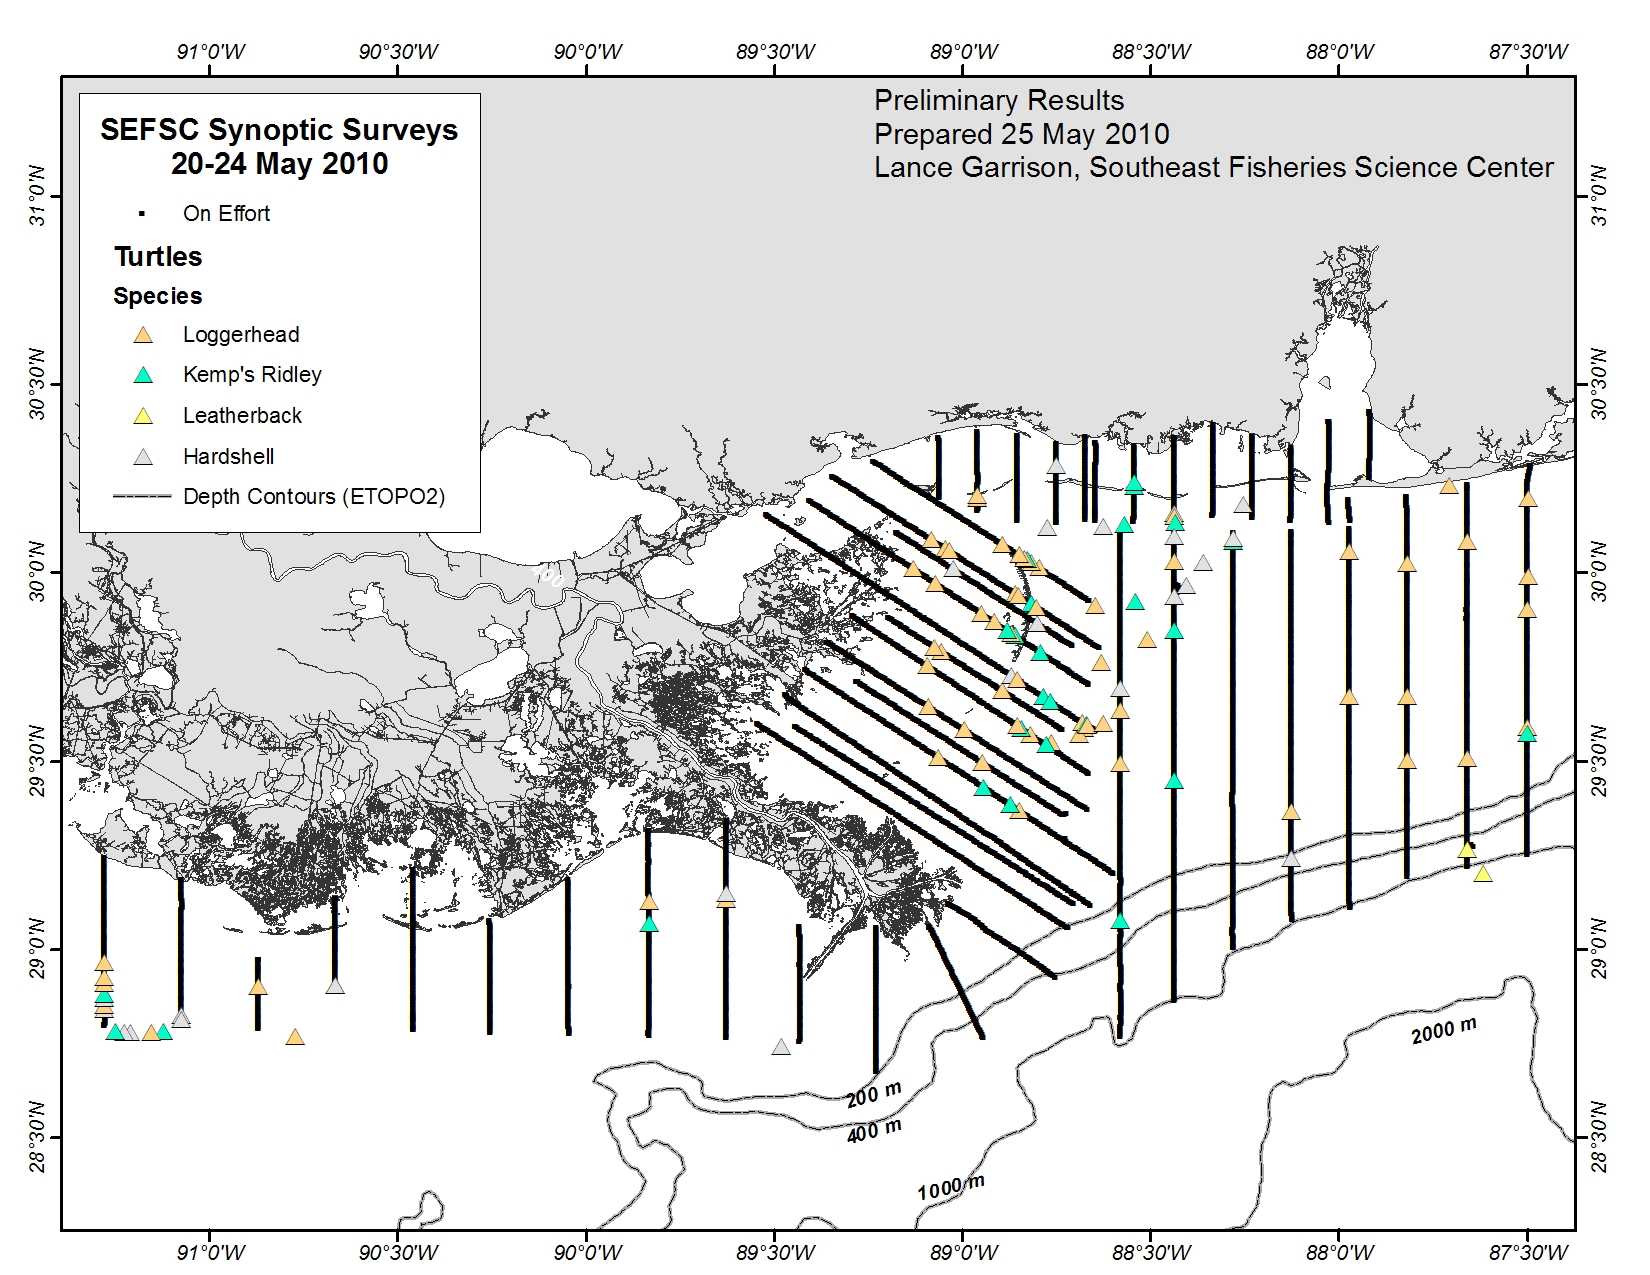 91°0'W 90°30'W 90°0'W 89°30'W 89°0'W 88°30'W 88°0'W 87°30'W
SEFSC Synoptic Surveys
20-24 May 2010
On Effort
Turtles
Species
Loggerhead
Kemp's Ridley
Leatherback
Hardshell
Depth Contours (ETOPO2)
Preliminary Results
Prepared 25 May 2010
Lance Garrison, Southeast Fisheries Science Center
31°0'N
30°30'N
30°0'N
29°30'N
29°0'N
28°30'N
31°0'N
30°30'N
30°0'N
29°30'N
29°0'N
28°30'N
400
2000 m
200 m
400 m
1000 m
91°0'W 90°30'W 90°0'W 89°30'W 89°0'W 88°30'W 88°0'W 87°30'W